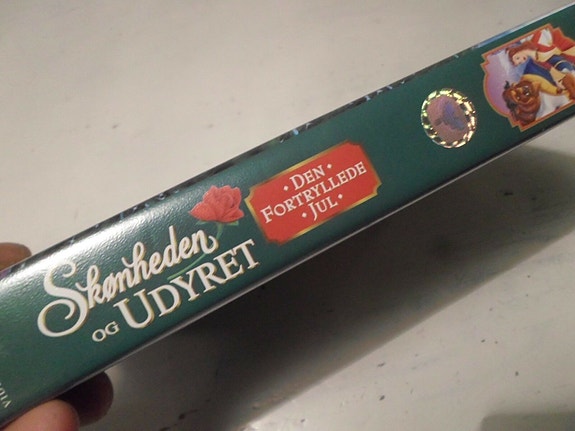 Skønheden
OG UDYRET
· DEN ·
FORTRYLLEDE
· JUL ·